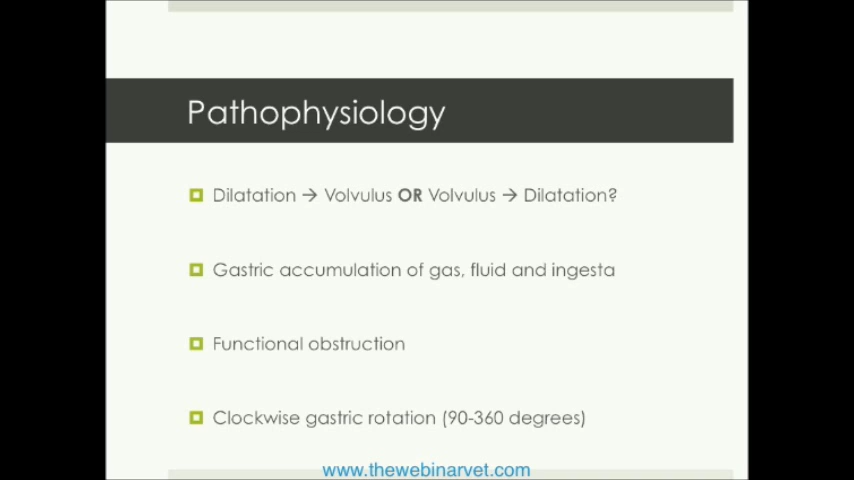 Pathophysiology
Dilatation → Volvulus OR Volvulus → Dilatation?
Gastric accumulation of gas, fluid and ingesta
Functional obstruction
Clockwise gastric rotation (90-360 degrees)
www.thewebinarvet.com